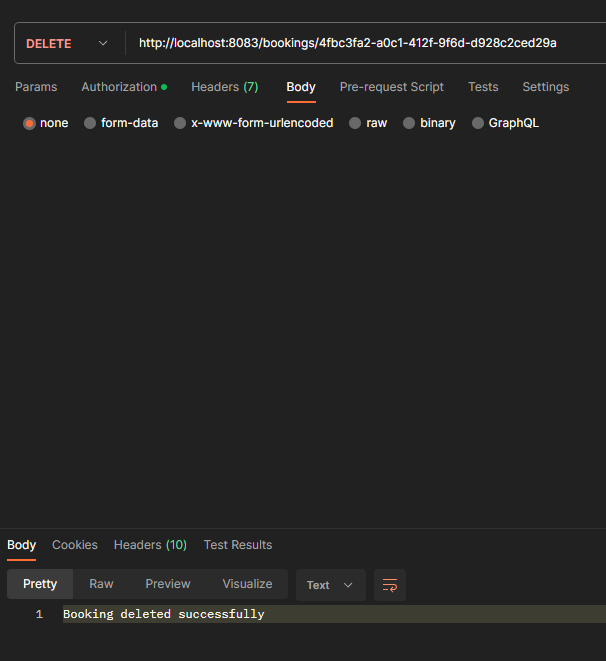 DELETE http://localhost:8083/bookings/4fbc3fa2-a0c1-412f-9f6d-d928c2ced29a
Params Authorization Headers (7) Body Pre-request Script Tests Settings
none form-data x-www-form-urlencoded raw binary GraphQL
Body Cookies Headers (10) Test Results
Pretty Raw Preview Visualize Text
1 Booking deleted successfully